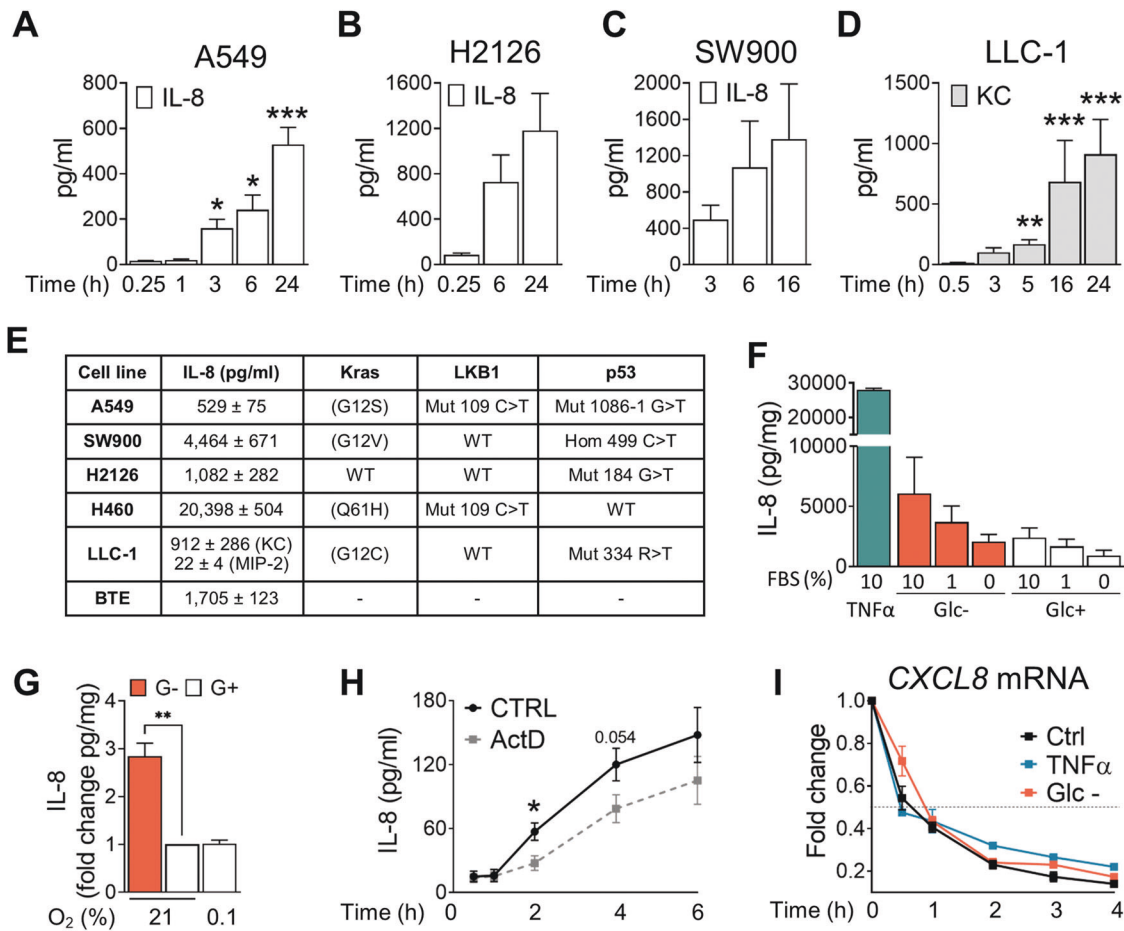 A
A549
IL-8
pg/ml
800
600
400
200
0
* * ***
Time (h) 0.25 1 3 6 24
B
H2126
IL-8
pg/ml
1600
1200
800
400
0
Time (h) 0.25 6 24
C
SW900
IL-8
pg/ml
2000
1600
1200
800
400
0
Time (h) 3 6 16
D
LLC-1
KC
pg/ml
1500
1000
500
0
** *** ***
Time (h) 0.5 3 5 16 24
E
Cell line IL-8 (pg/ml) Kras LKB1 p53
A549 529 ± 75 (G12S) Mut 109 C>T Mut 1086-1 G>T
SW900 4,464 ± 671 (G12V) WT Hom 499 C>T
H2126 1,082 ± 282 WT WT Mut 184 G>T
H460 20,398 ± 504 (Q61H) Mut 109 C>T WT
LLC-1 912 ± 286 (KC) (G12C) WT Mut 334 R>T
22 ± 4 (MIP-2)
BTE 1,705 ± 123 - - -
F
IL-8 (pg/mg)
30000
20000
10000
5000
0
FBS (%) 10 10 1 0 10 1 0
TNFα Glc- Glc+
G
G- G+
IL-8
(fold change pg/mg)
4
3
2
1
0
**
O2 (%) 21 0.1
H
IL-8 (pg/ml)
180
120
60
0
CTRL
ActD
0.054
*
Time (h) 0 2 4 6
I
CXCL8 mRNA
Fold change
1.0
0.8
0.6
0.4
0.2
Ctrl
TNFα
Glc -
Time (h) 0 1 2 3 4